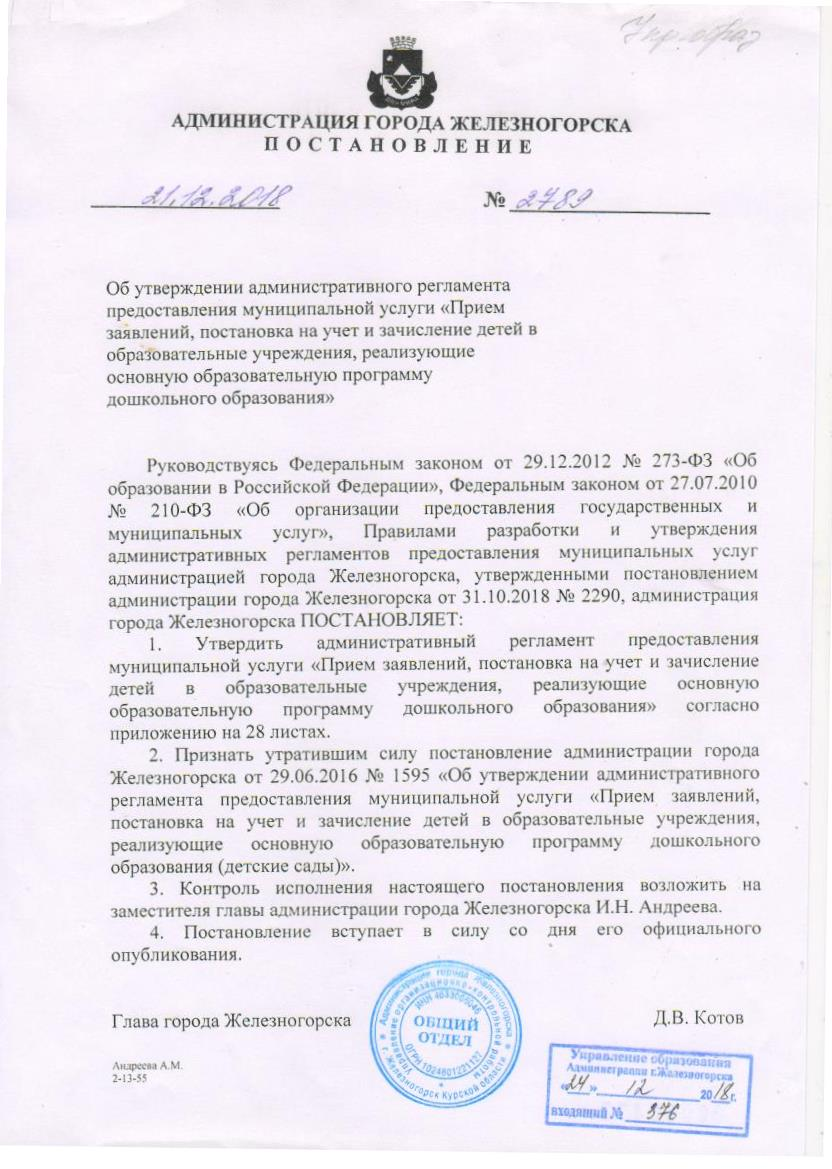 Упр. образ
АДМИНИСТРАЦИЯ ГОРОДА ЖЕЛЕЗНОГОРСКА
ПОСТАНОВЛЕНИЕ
21.12.2018 № 2789
Об утверждении административного регламента
предоставления муниципальной услуги «Прием
заявлений, постановка на учет и зачисление детей в
образовательные учреждения, реализующие
основную образовательную программу
дошкольного образования»
Руководствуясь Федеральным законом от 29.12.2012 № 273-ФЗ «Об
образовании в Российской Федерации», Федеральным законом от 27.07.2010
№ 210-ФЗ «Об организации предоставления государственных и
муниципальных услуг», Правилами разработки и утверждения
административных регламентов предоставления муниципальных услуг
администрацией города Железногорска, утвержденными постановлением
администрации города Железногорска от 31.10.2018 № 2290, администрация
города Железногорска ПОСТАНОВЛЯЕТ:
1. Утвердить административный регламент предоставления
муниципальной услуги «Прием заявлений, постановка на учет и зачисление
детей в образовательные учреждения, реализующие основную
образовательную программу дошкольного образования» согласно
приложению на 28 листах.
2. Признать утратившим силу постановление администрации города
Железногорска от 29.06.2016 № 1595 «Об утверждении административного
регламента предоставления муниципальной услуги «Прием заявлений,
постановка на учет и зачисление детей в образовательные учреждения,
реализующие основную образовательную программу дошкольного
образования (детские сады)».
3. Контроль исполнения настоящего постановления возложить на
заместителя главы администрации города Железногорска И.Н. Андреева.
4. Постановление вступает в силу со дня его официального
опубликования.
Глава города Железногорска Д.В. Котов
ОБЩИЙ
ОТДЕЛ
Андреева А.М.
2-13-55
Управление образования
Администрации г.Железногорска
«24» 12 2018 г.
входящий № 376